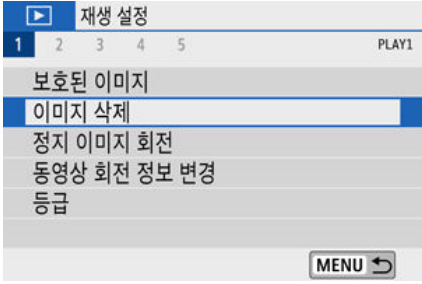 재생 설정
1 2 3 4 5 PLAY1
보호된 이미지
이미지 삭제
정지 이미지 회전
동영상 회전 정보 변경
등급
MENU